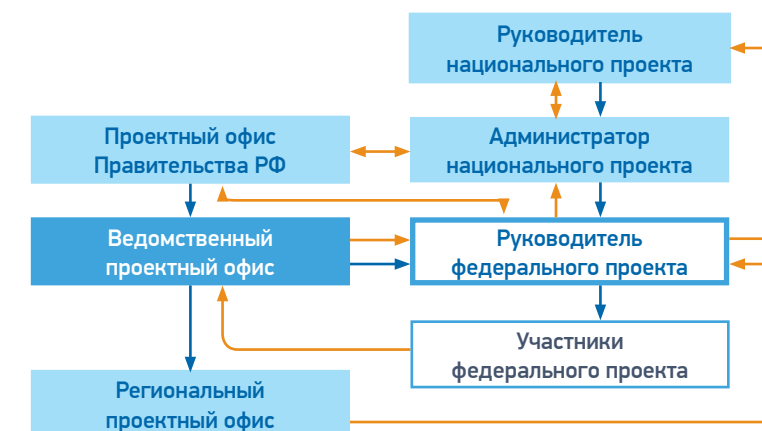 Руководитель
национального проекта
Проектный офис
Правительства РФ
Администратор
национального проекта
Ведомственный
проектный офис
Руководитель
федерального проекта
Участники
федерального проекта
Региональный
проектный офис